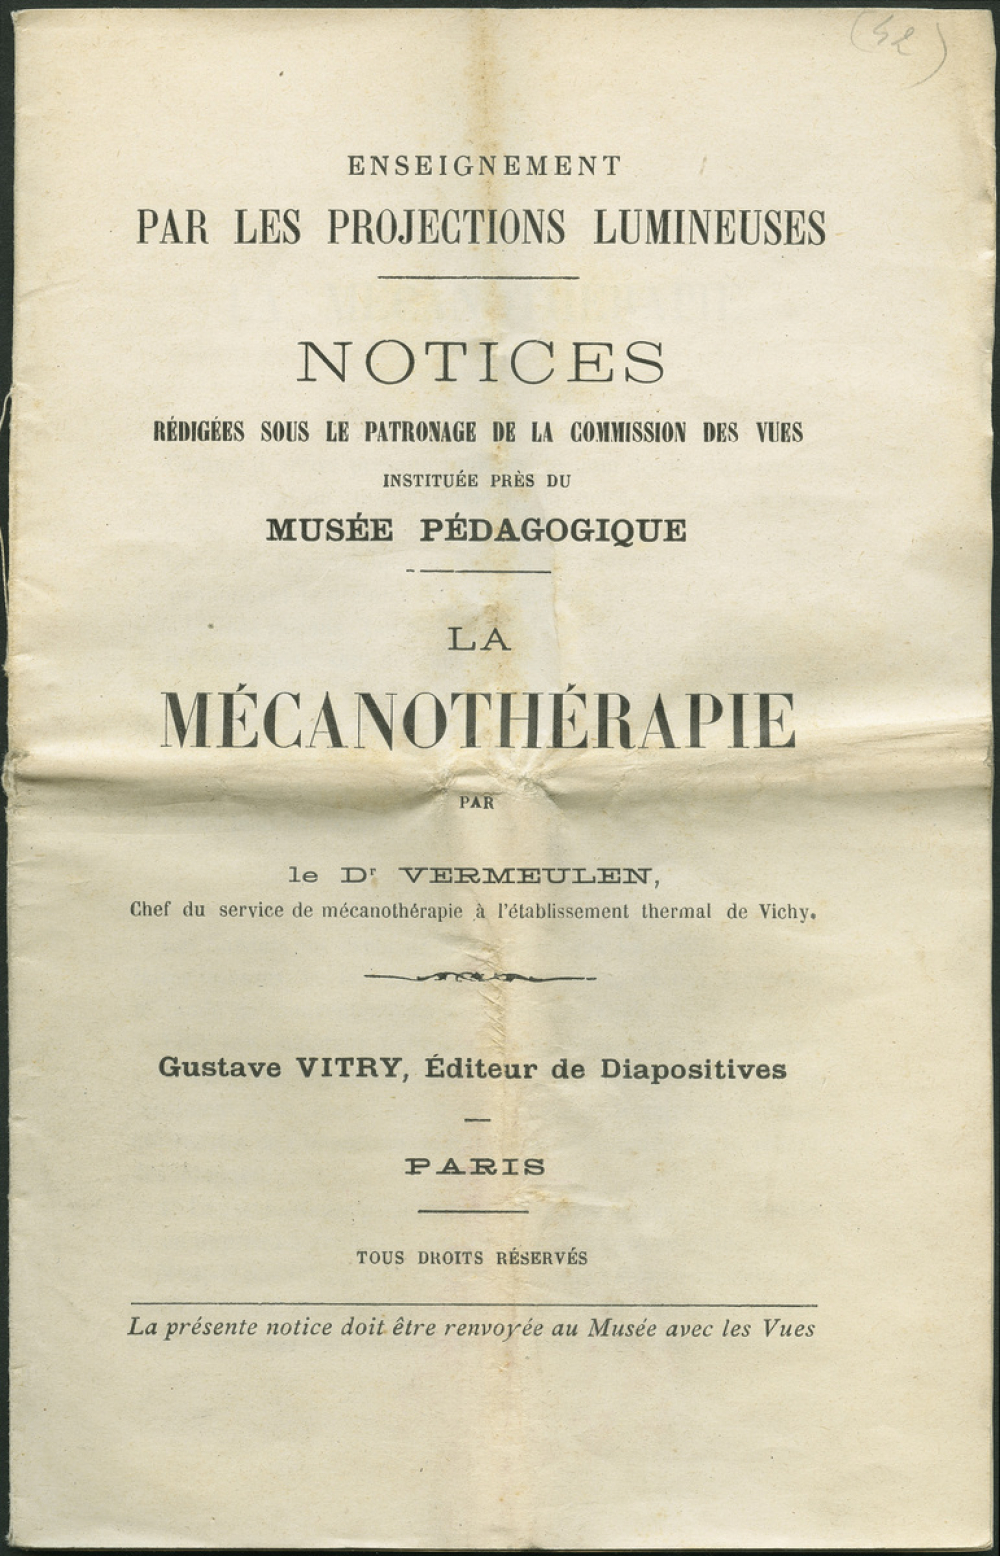 ENSEIGNEMENT
PAR LES PROJECTIONS LUMINEUSES
NOTICES
RÉDIGÉES SOUS LE PATRONAGE DE LA COMMISSION DES VUES
INSTITUÉE PRÈS DU
MUSÉE PÉDAGOGIQUE
LA
MÉCANOTHÉRAPIE
PAR
le Dr VERMEULEN,
Chef du service de mécanothérapie à l'établissement thermal de Vichy.
Gustave VITRY, Éditeur de Diapositives
PARIS
TOUS DROITS RÉSERVÉS
La présente notice doit être renvoyée au Musée avec les Vues